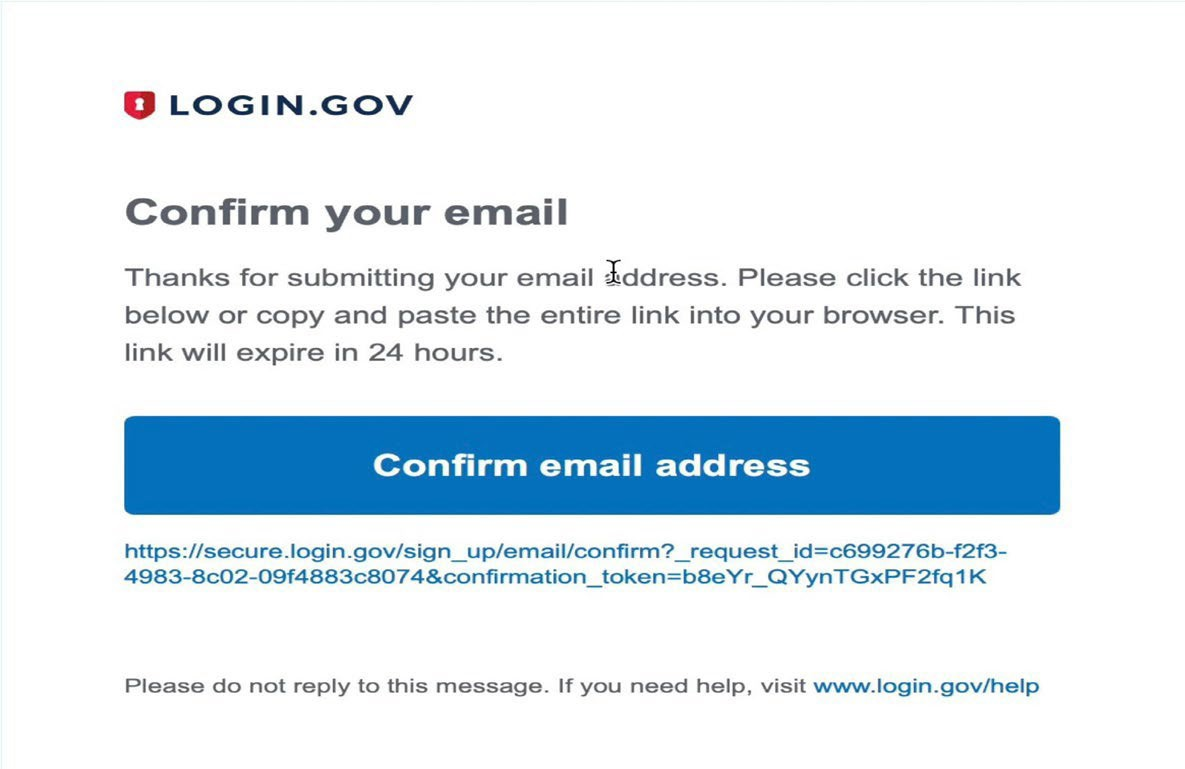 LOGIN.GOV
Confirm your email
Thanks for submitting your email address. Please click the link
below or copy and paste the entire link into your browser. This
link will expire in 24 hours.
Confirm email address
https://secure.login.gov/sign_up/email/confirm?_request_id=c699276b-f2f3-
4983-8c02-09f4883c8074&confirmation_token=b8eYr_QYynTGxPF2fq1K
Please do not reply to this message. If you need help, visit www.login.gov/help